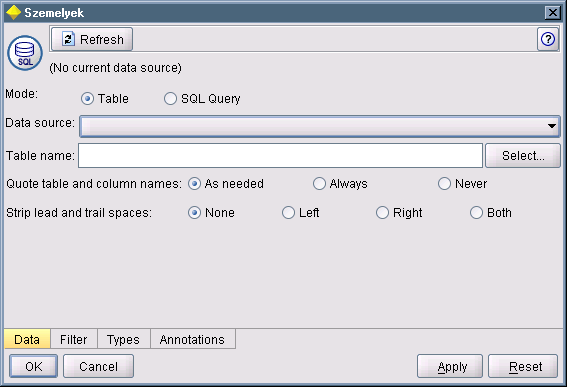 Szemelyek
Refresh
SQL
(No current data source)
Mode: Table SQL Query
Data source:
Table name: Select...
Quote table and column names: As needed Always Never
Strip lead and trail spaces: None Left Right Both
Data Filter Types Annotations
OK Cancel Apply Reset